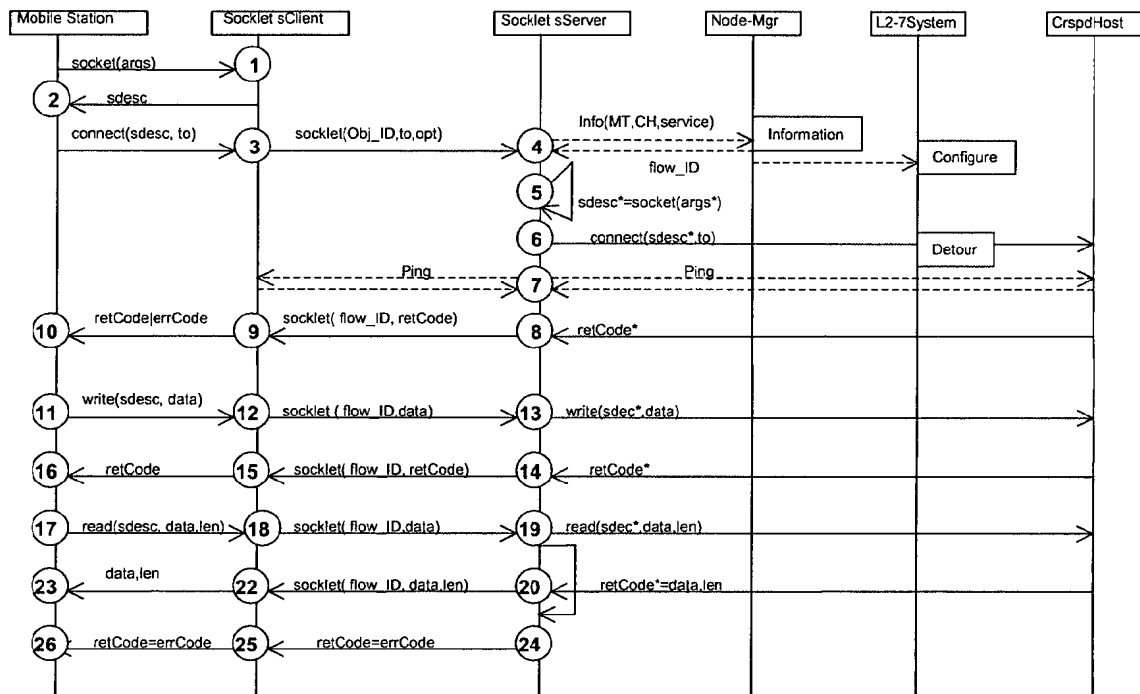 Mobile Station Socklet sClient Socklet sServer Node-Mgr L2-7System CrspdHost
socket(args) 1
2 sdesc
connect(sdesc, to) 3 socklet(Obj_ID,to,opt) 4 Info(MT,CH,service) Information
flow_ID Configure
5 sdesc*=socket(args*)
6 connect(sdesc*,to) Detour
Ping 7 Ping
10 retCode|errCode 9 socklet( flow_ID, retCode) 8 retCode*
11 write(sdesc, data) 12 socklet ( flow_ID,data) 13 write(sdec*,data)
16 retCode 15 socklet( flow_ID, retCode) 14 retCode*
17 read(sdesc, data,len) 18 socklet( flow_ID,data) 19 read(sdec*,data,len)
23 data,len 22 socklet( flow_ID, data,len) 20 retCode*=data,len
26 retCode=errCode 25 retCode=errCode 24